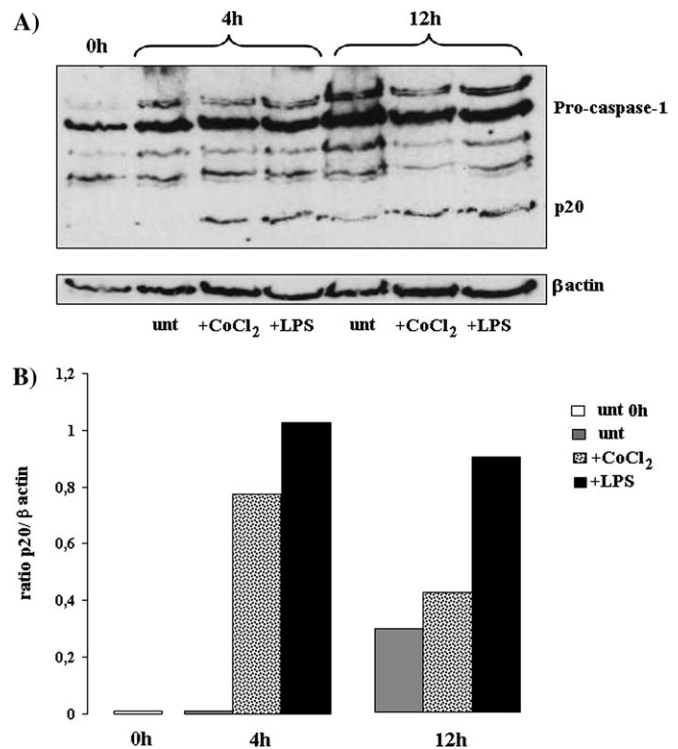 A)
0h 4h 12h
Pro-caspase-1
p20
β actin
unt +CoCl₂ +LPS unt +CoCl₂ +LPS
B)
1,2
1
0,8
0,6
0,4
0,2
0
ratio p20/ β actin
0h 4h 12h
unt 0h
unt
+CoCl₂
+LPS